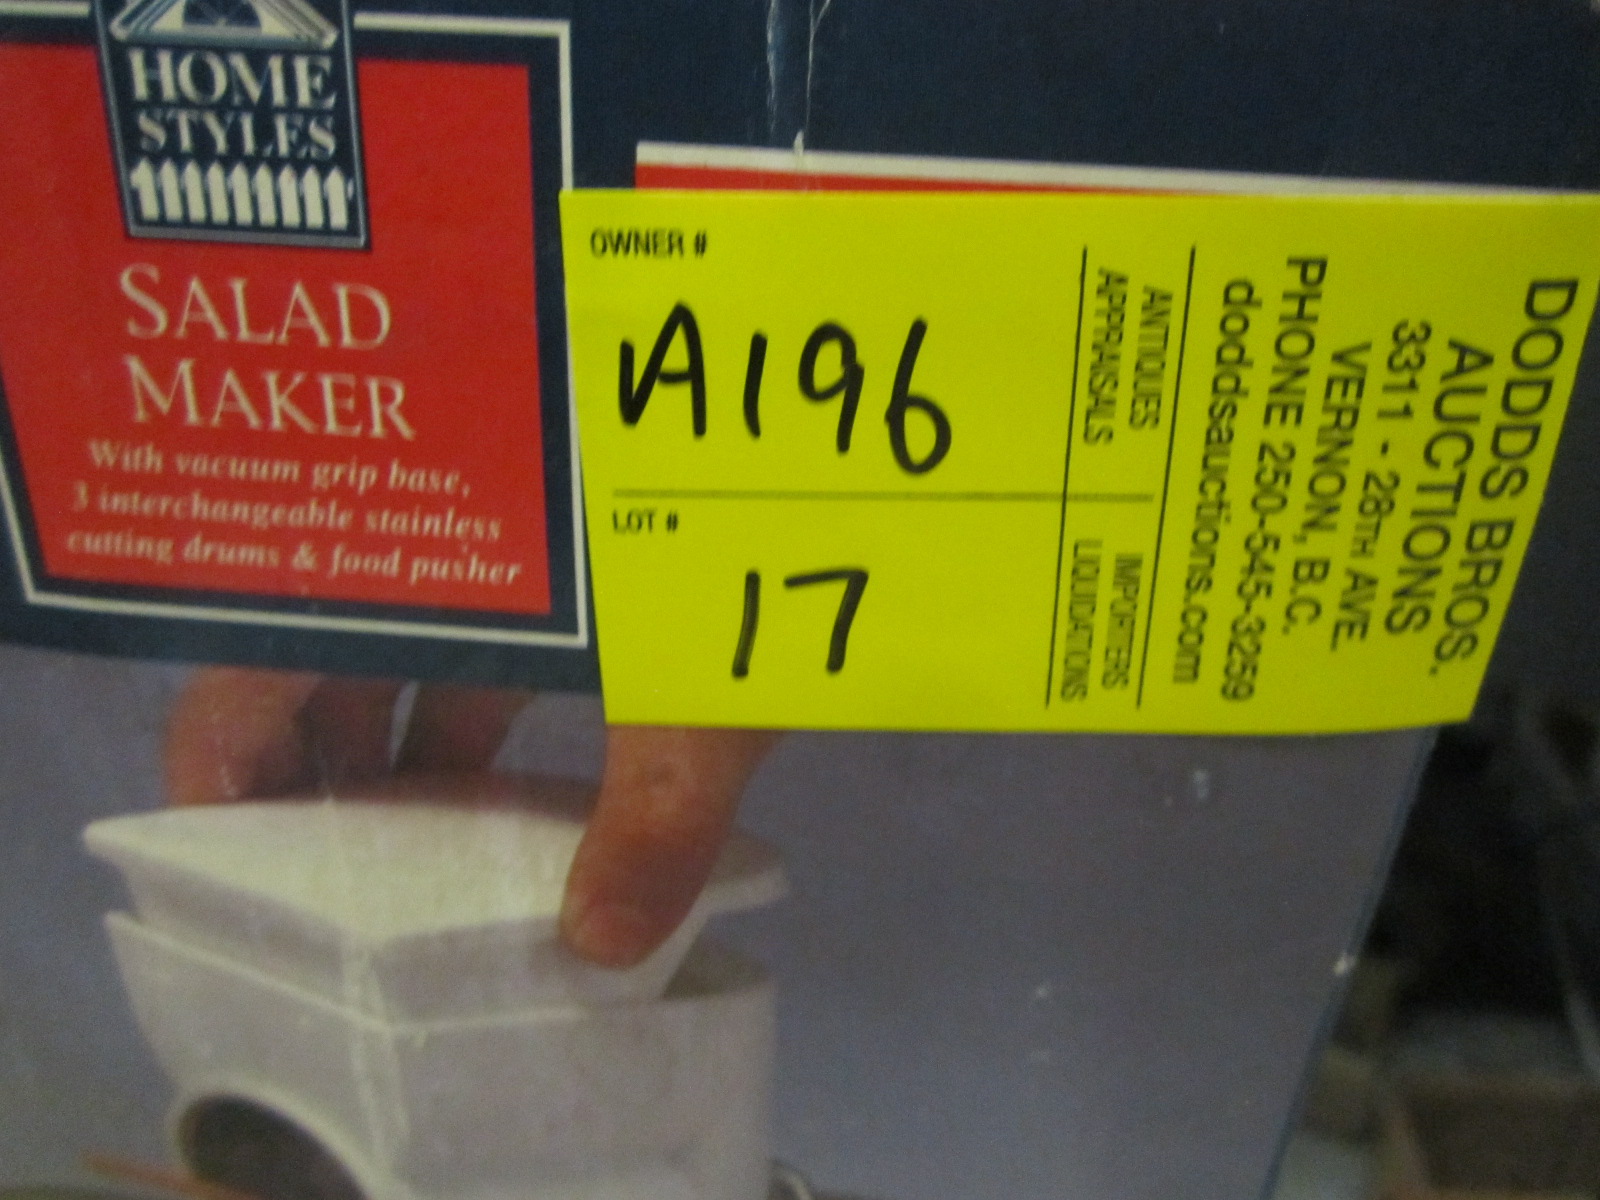 HOME
STYLES
SALAD
MAKER
With vacuum grip base,
3 interchangeable stainless
cutting drums & food pusher
OWNER #
A196
LOT #
17
DODDS BROS.
AUCTIONS
3311 - 28TH AVE.
VERNON, B.C.
PHONE 250-545-3259
doddsauctions.com
ANTIQUES
APPRAISALS
IMPORTERS
LIQUIDATIONS